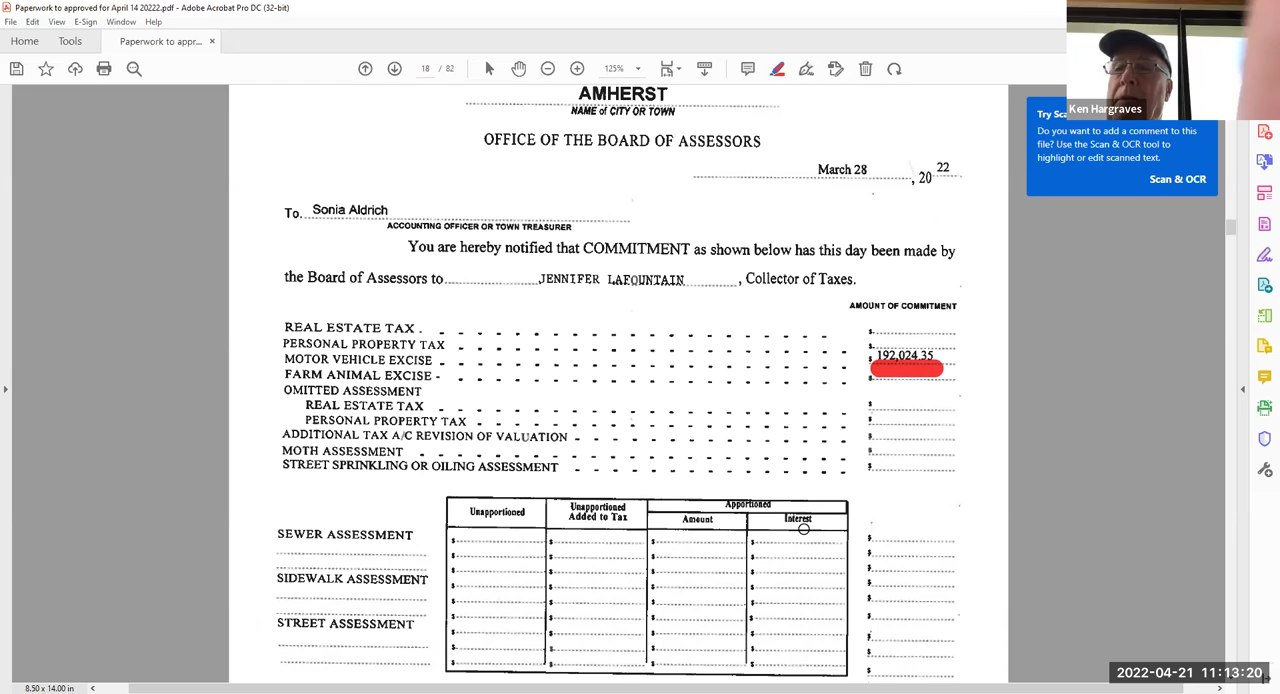 Paperwork to approved for April 14 20222.pdf - Adobe Acrobat Pro DC (32-bit)
File Edit View E-Sign Window Help
Home Tools Paperwork to appr... ×
18 / 82 125%
Ken Hargraves
Try Sca
Do you want to add a comment to this
file? Use the Scan & OCR tool to
highlight or edit scanned text.
Scan & OCR
AMHERST
NAME of CITY OR TOWN
OFFICE OF THE BOARD OF ASSESSORS
March 28, 20 22
To Sonia Aldrich
ACCOUNTING OFFICER OR TOWN TREASURER
You are hereby notified that COMMITMENT as shown below has this day been made by
the Board of Assessors to JENNIFER LAFOUNTAIN, Collector of Taxes.
AMOUNT OF COMMITMENT
REAL ESTATE TAX . $
PERSONAL PROPERTY TAX $
MOTOR VEHICLE EXCISE $ 192,024.35
FARM ANIMAL EXCISE - $
OMITTED ASSESSMENT
REAL ESTATE TAX $
PERSONAL PROPERTY TAX $
ADDITIONAL TAX A/C REVISION OF VALUATION $
MOTH ASSESSMENT $
STREET SPRINKLING OR OILING ASSESSMENT $
Unapportioned Unapportioned Added to Tax Apportioned
Amount Interest
SEWER ASSESSMENT $ $ $ $ $
$ $ $ $ $
$ $ $ $ $
SIDEWALK ASSESSMENT $ $ $ $ $
$ $ $ $ $
$ $ $ $ $
STREET ASSESSMENT $ $ $ $ $
$ $ $ $ $
$ $ $ $ $
8.50 x 14.00 in
2022-04-21 11:13:20